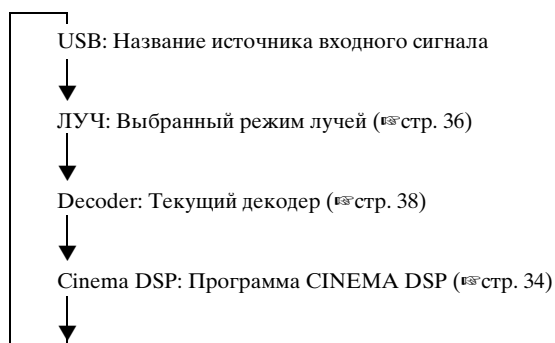 USB: Название источника входного сигнала
ЛУЧ: Выбранный режим лучей (☞стр. 36)
Decoder: Текущий декодер (☞стр. 38)
Cinema DSP: Программа CINEMA DSP (☞стр. 34)